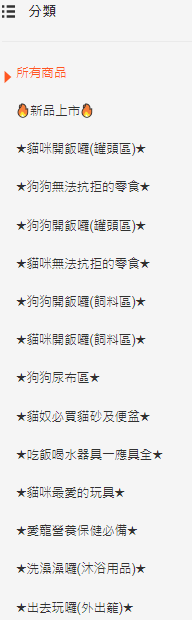 分類
所有商品
🔥新品上市🔥
★貓咪開飯囉(罐頭區)★
★狗狗無法抗拒的零食★
★狗狗開飯囉(罐頭區)★
★貓咪無法抗拒的零食★
★狗狗開飯囉(飼料區)★
★貓咪開飯囉(飼料區)★
★狗狗尿布區★
★貓奴必買貓砂及便盆★
★吃飯喝水器具一應具全★
★貓咪最愛的玩具★
★愛寵營養保健必備★
★洗澡澡囉(沐浴用品)★
★出去玩囉(外出籠)★